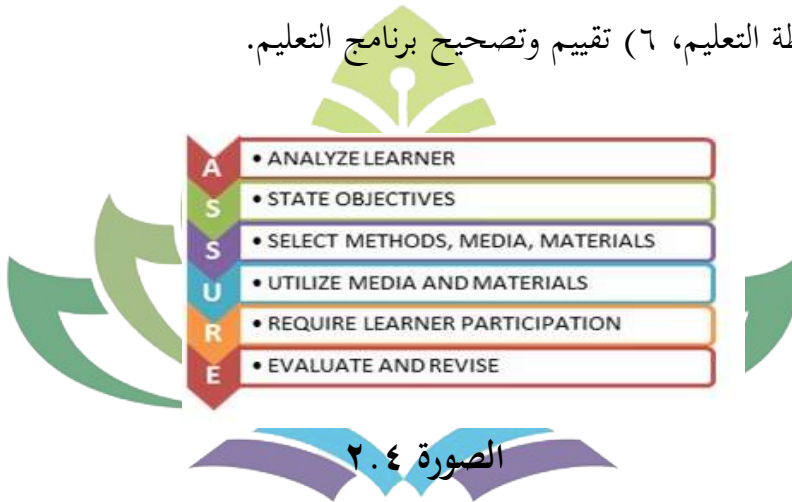 التعليم، ٦) تقييم وتصحيح برنامج التعليم.
A • ANALYZE LEARNER
S • STATE OBJECTIVES
S • SELECT METHODS, MEDIA, MATERIALS
U • UTILIZE MEDIA AND MATERIALS
R • REQUIRE LEARNER PARTICIPATION
E • EVALUATE AND REVISE
الصورة ٢.٤